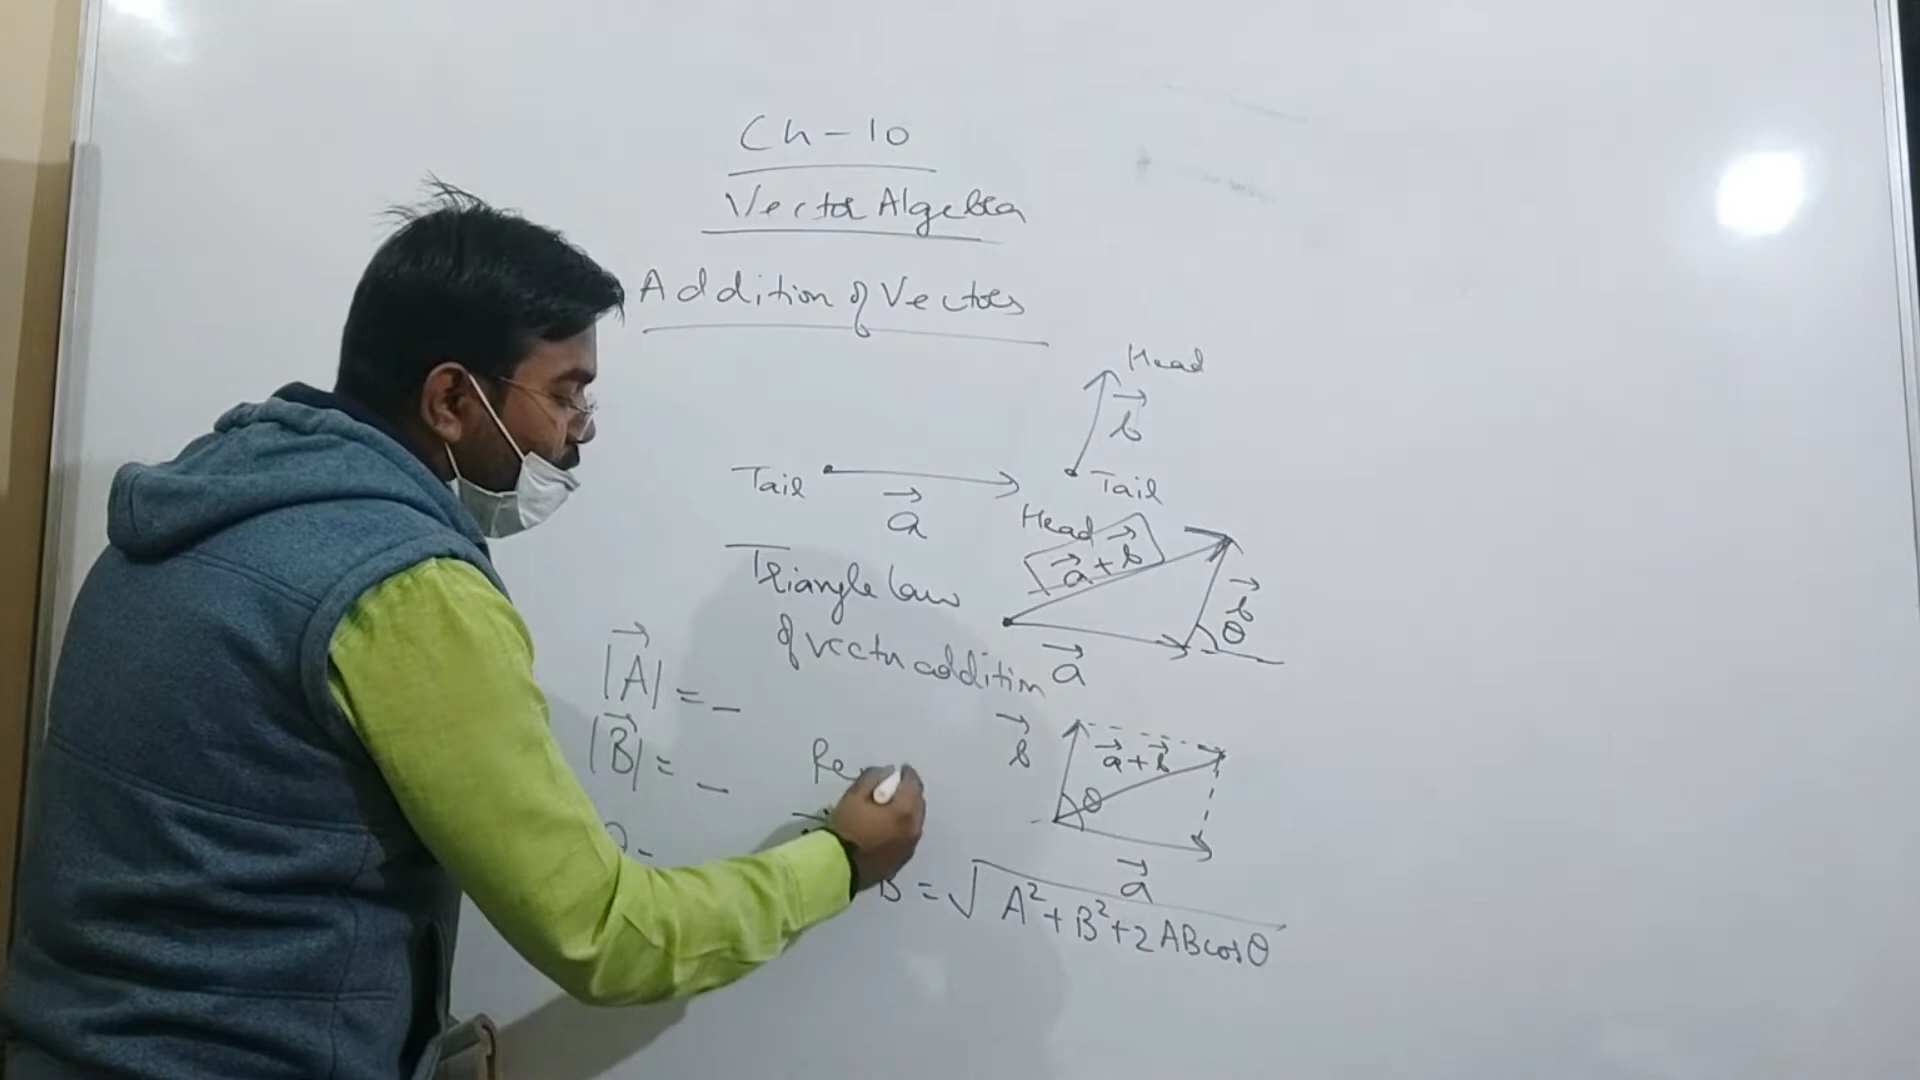 Ch-10
Vector Algebra
Addition of Vectors
Head
b
Tail
Tail
a
Head
a + b
b
θ
a
Triangle law
of vector addition
|A| = -
|B| = -
Re
b
a + b
θ
a
B = √A²+B²+2ABcosθ